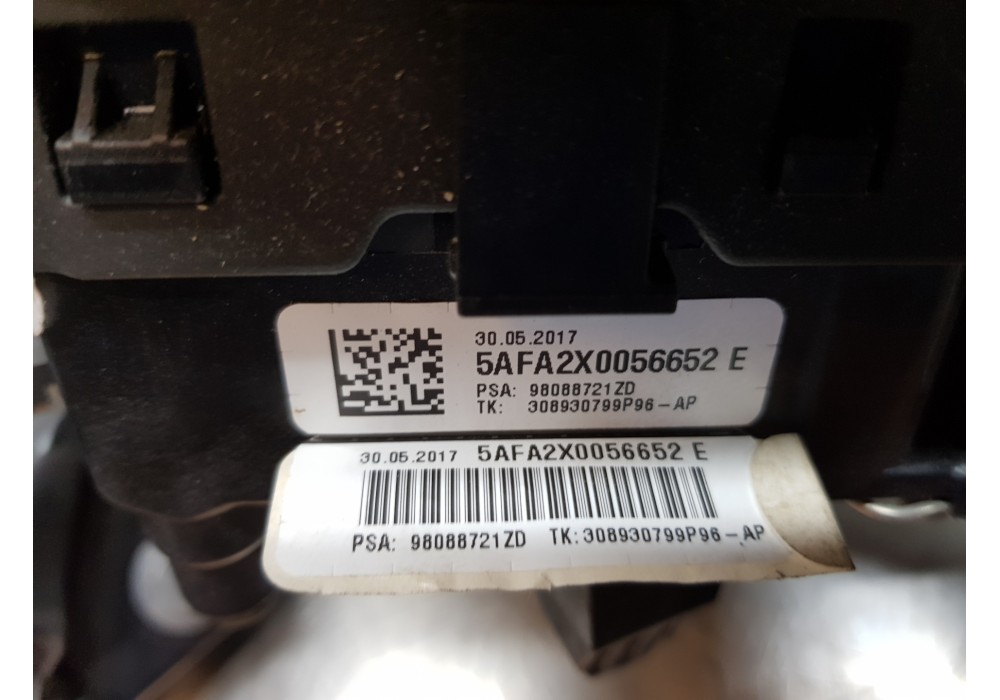 30.05.2017
5AFA2X0056652 E
PSA: 98088721ZD
TK: 308930799P96-AP
30.05.2017 5AFA2X0056652 E
PSA: 98088721ZD TK:308930799P96-AP